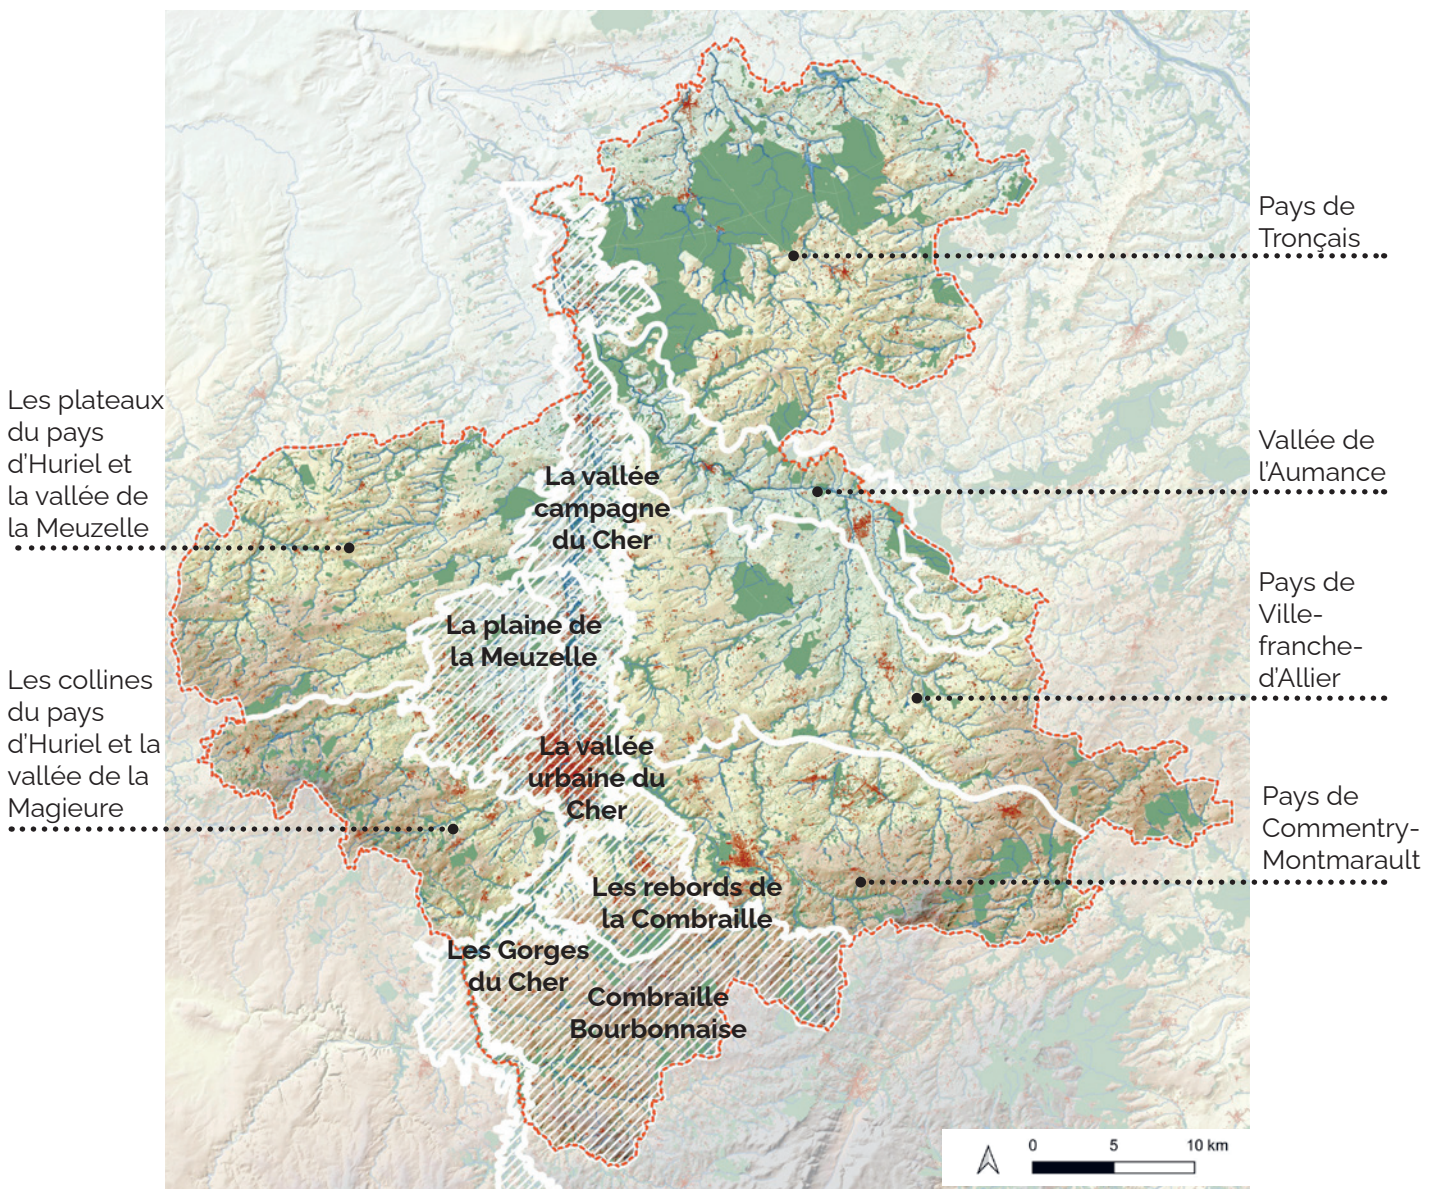 Pays de
Tronçais
Les plateaux
du pays
d'Huriel et
la vallée de
la Meuzelle
Vallée de
l'Aumance
La vallée
campagne
du Cher
Pays de
Ville-
franche-
d'Allier
La plaine de
la Meuzelle
Les collines
du pays
d'Huriel et la
vallée de la
Magieure
La vallée
urbaine du
Cher
Pays de
Commentry-
Montmarault
Les rebords de
la Combraille
Les Gorges
du Cher
Combraille
Bourbonnaise
0 5 10 km